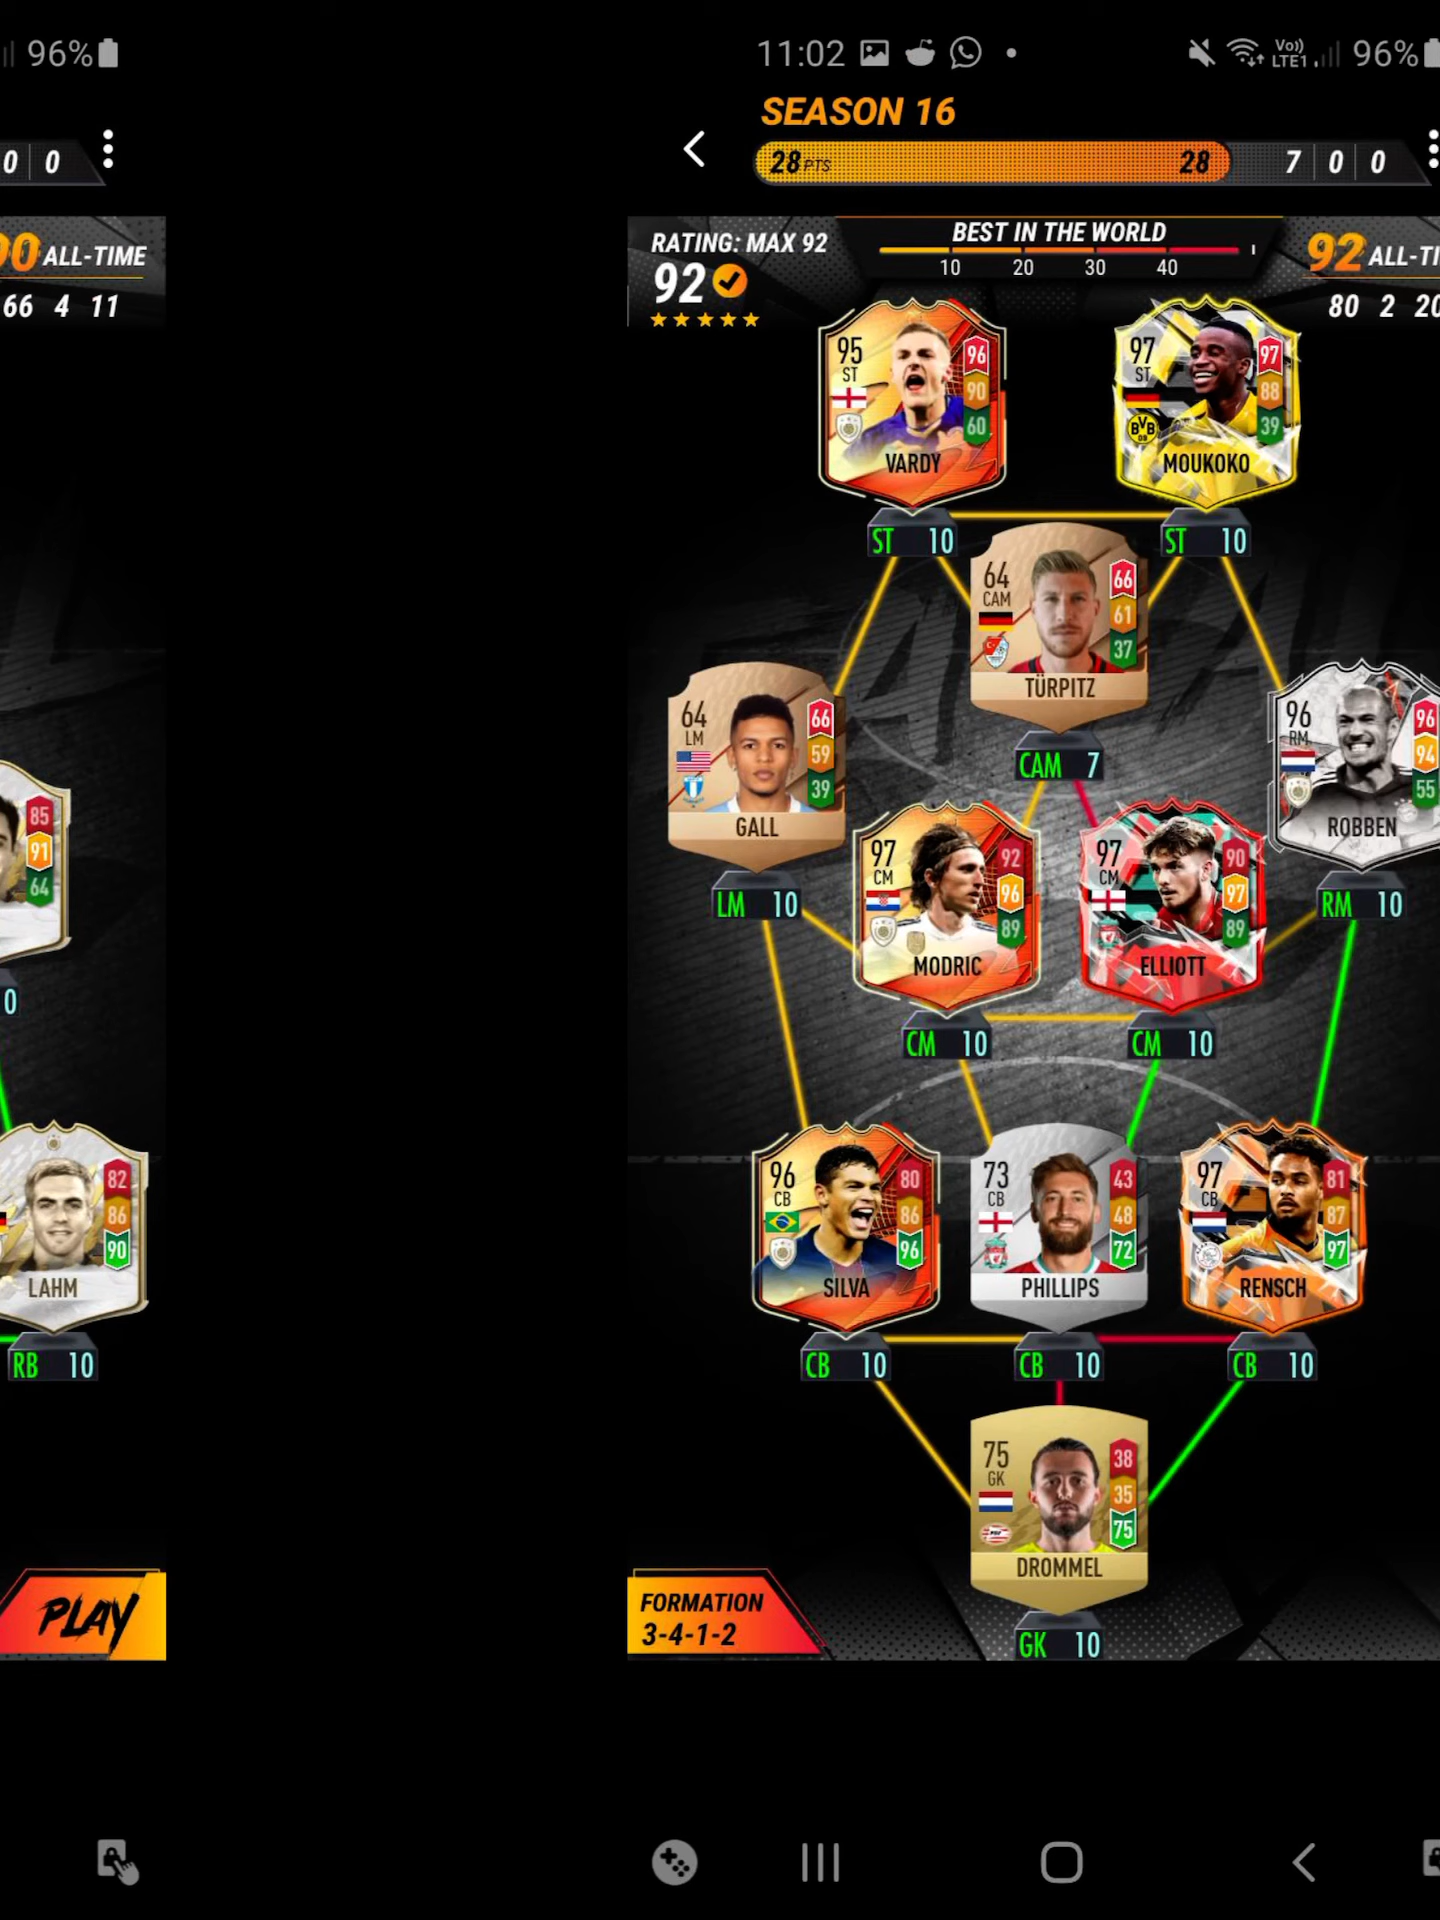 96%
0 0
00 ALL-TIME
66 4 11
85
91
64
0
82
86
90
LAHM
RB 10
PLAY
11:02 Vo)) LTE1 96%
SEASON 16
28 PTS 28 7 0 0
RATING: MAX 92
92
BEST IN THE WORLD
10 20 30 40
92 ALL-TI
80 2 20
95 ST 96 90 60
VARDY
ST 10
97 ST 97 88 39
MOUKOKO
ST 10
64 CAM 66 61 37
TÜRPITZ
CAM 7
64 LM 66 59 39
GALL
LM 10
96 RM 96 94 55
ROBBEN
RM 10
97 CM 92 96 89
MODRIC
CM 10
97 CM 90 97 89
ELLIOTT
CM 10
96 CB 80 86 96
SILVA
CB 10
73 CB 43 48 72
PHILLIPS
CB 10
97 CB 81 87 97
RENSCH
CB 10
75 GK 38 35 75
DROMMEL
GK 10
FORMATION
3-4-1-2